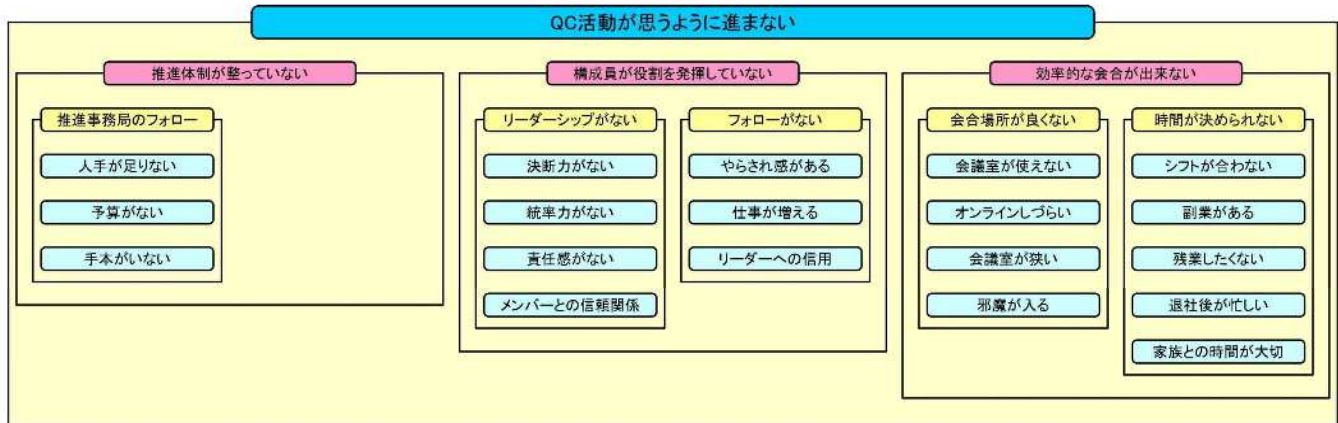 QC活動が思うように進まない
推進体制が整っていない
推進事務局のフォロー
人手が足りない
予算がない
手本がいない
構成員が役割を発揮していない
リーダーシップがない
決断力がない
統率力がない
責任感がない
メンバーとの信頼関係
フォローがない
やらされ感がある
仕事が増える
リーダーへの信用
効率的な会合が出来ない
会合場所が良くない
会議室が使えない
オンラインしづらい
会議室が狭い
邪魔が入る
時間が決められない
シフトが合わない
副業がある
残業したくない
退社後が忙しい
家族との時間が大切